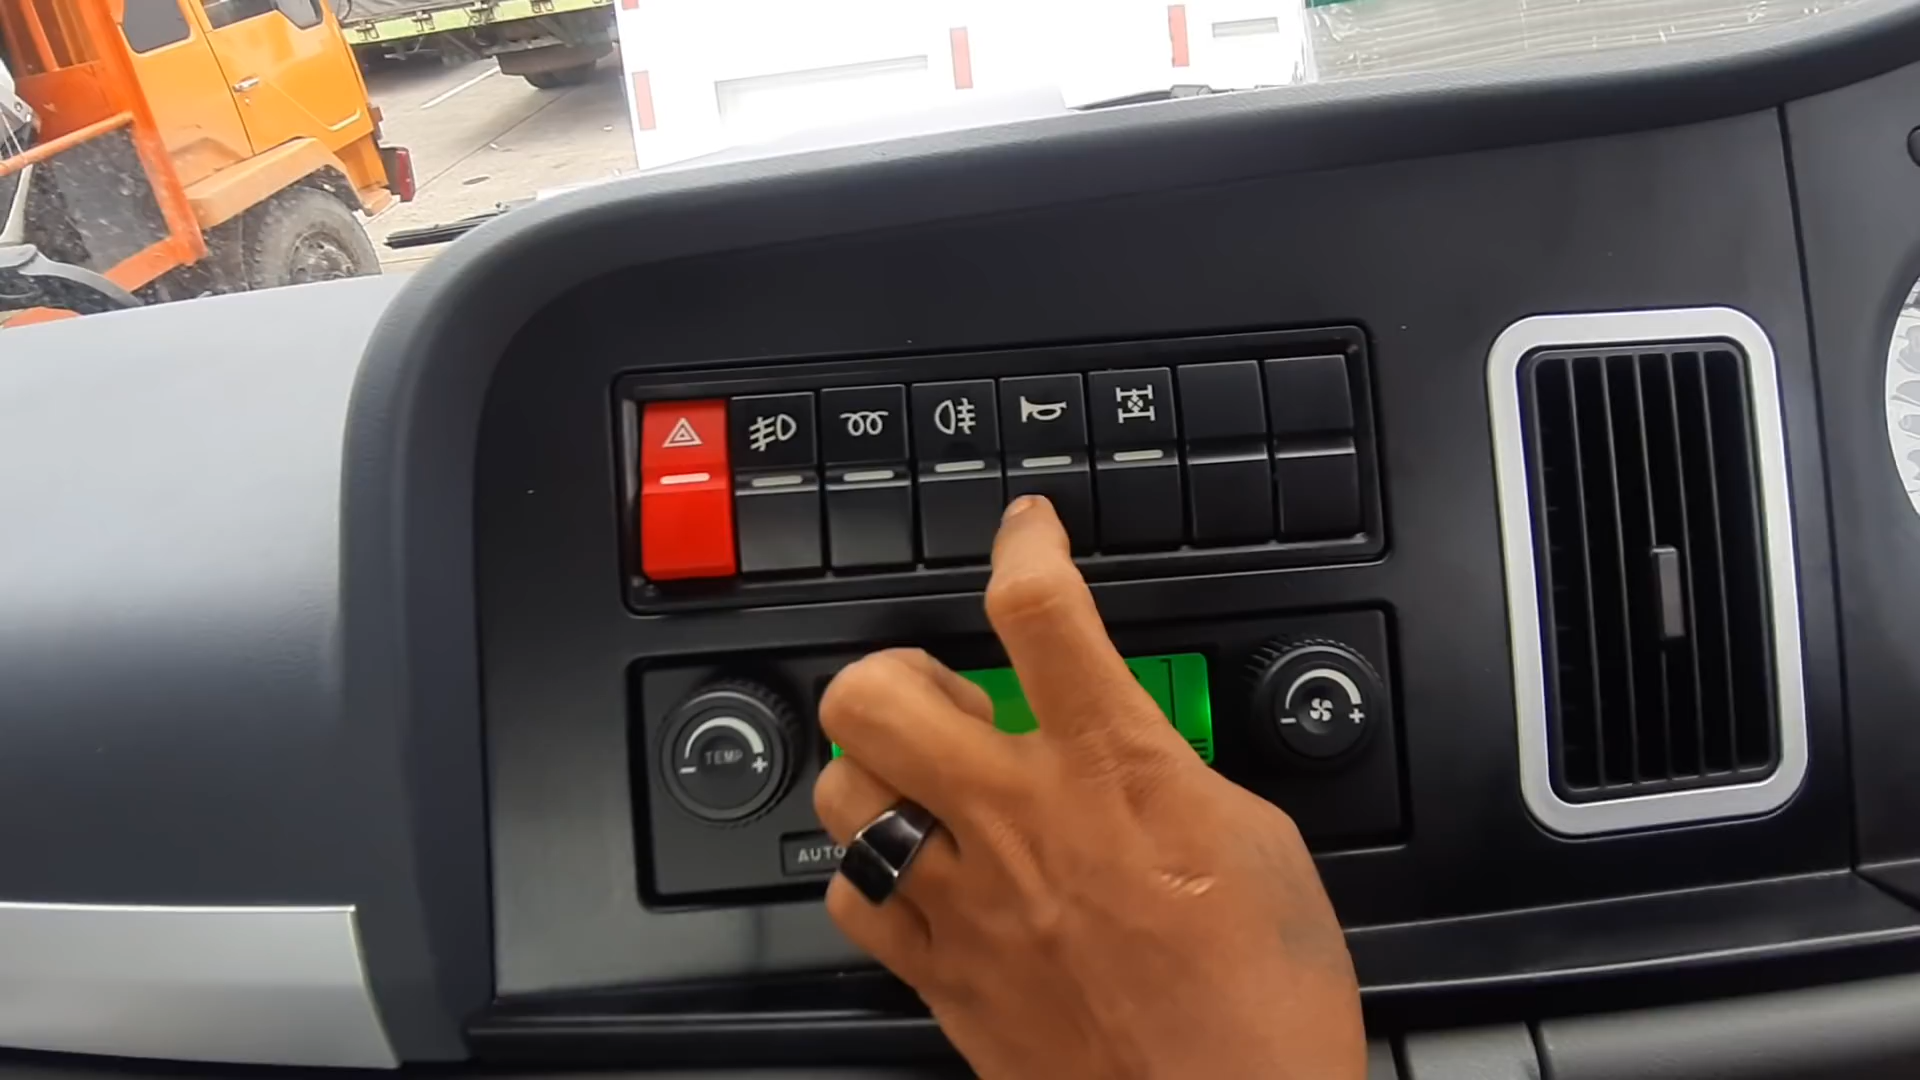 TEMP
- +
- +
AUTO